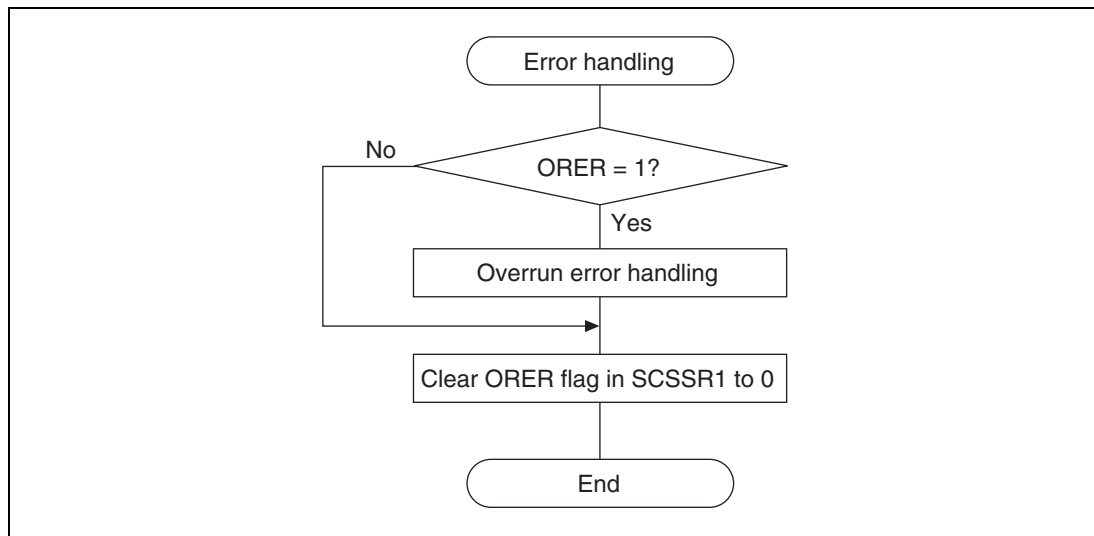 Error handling
No
ORER = 1?
Yes
Overrun error handling
Clear ORER flag in SCSSR1 to 0
End